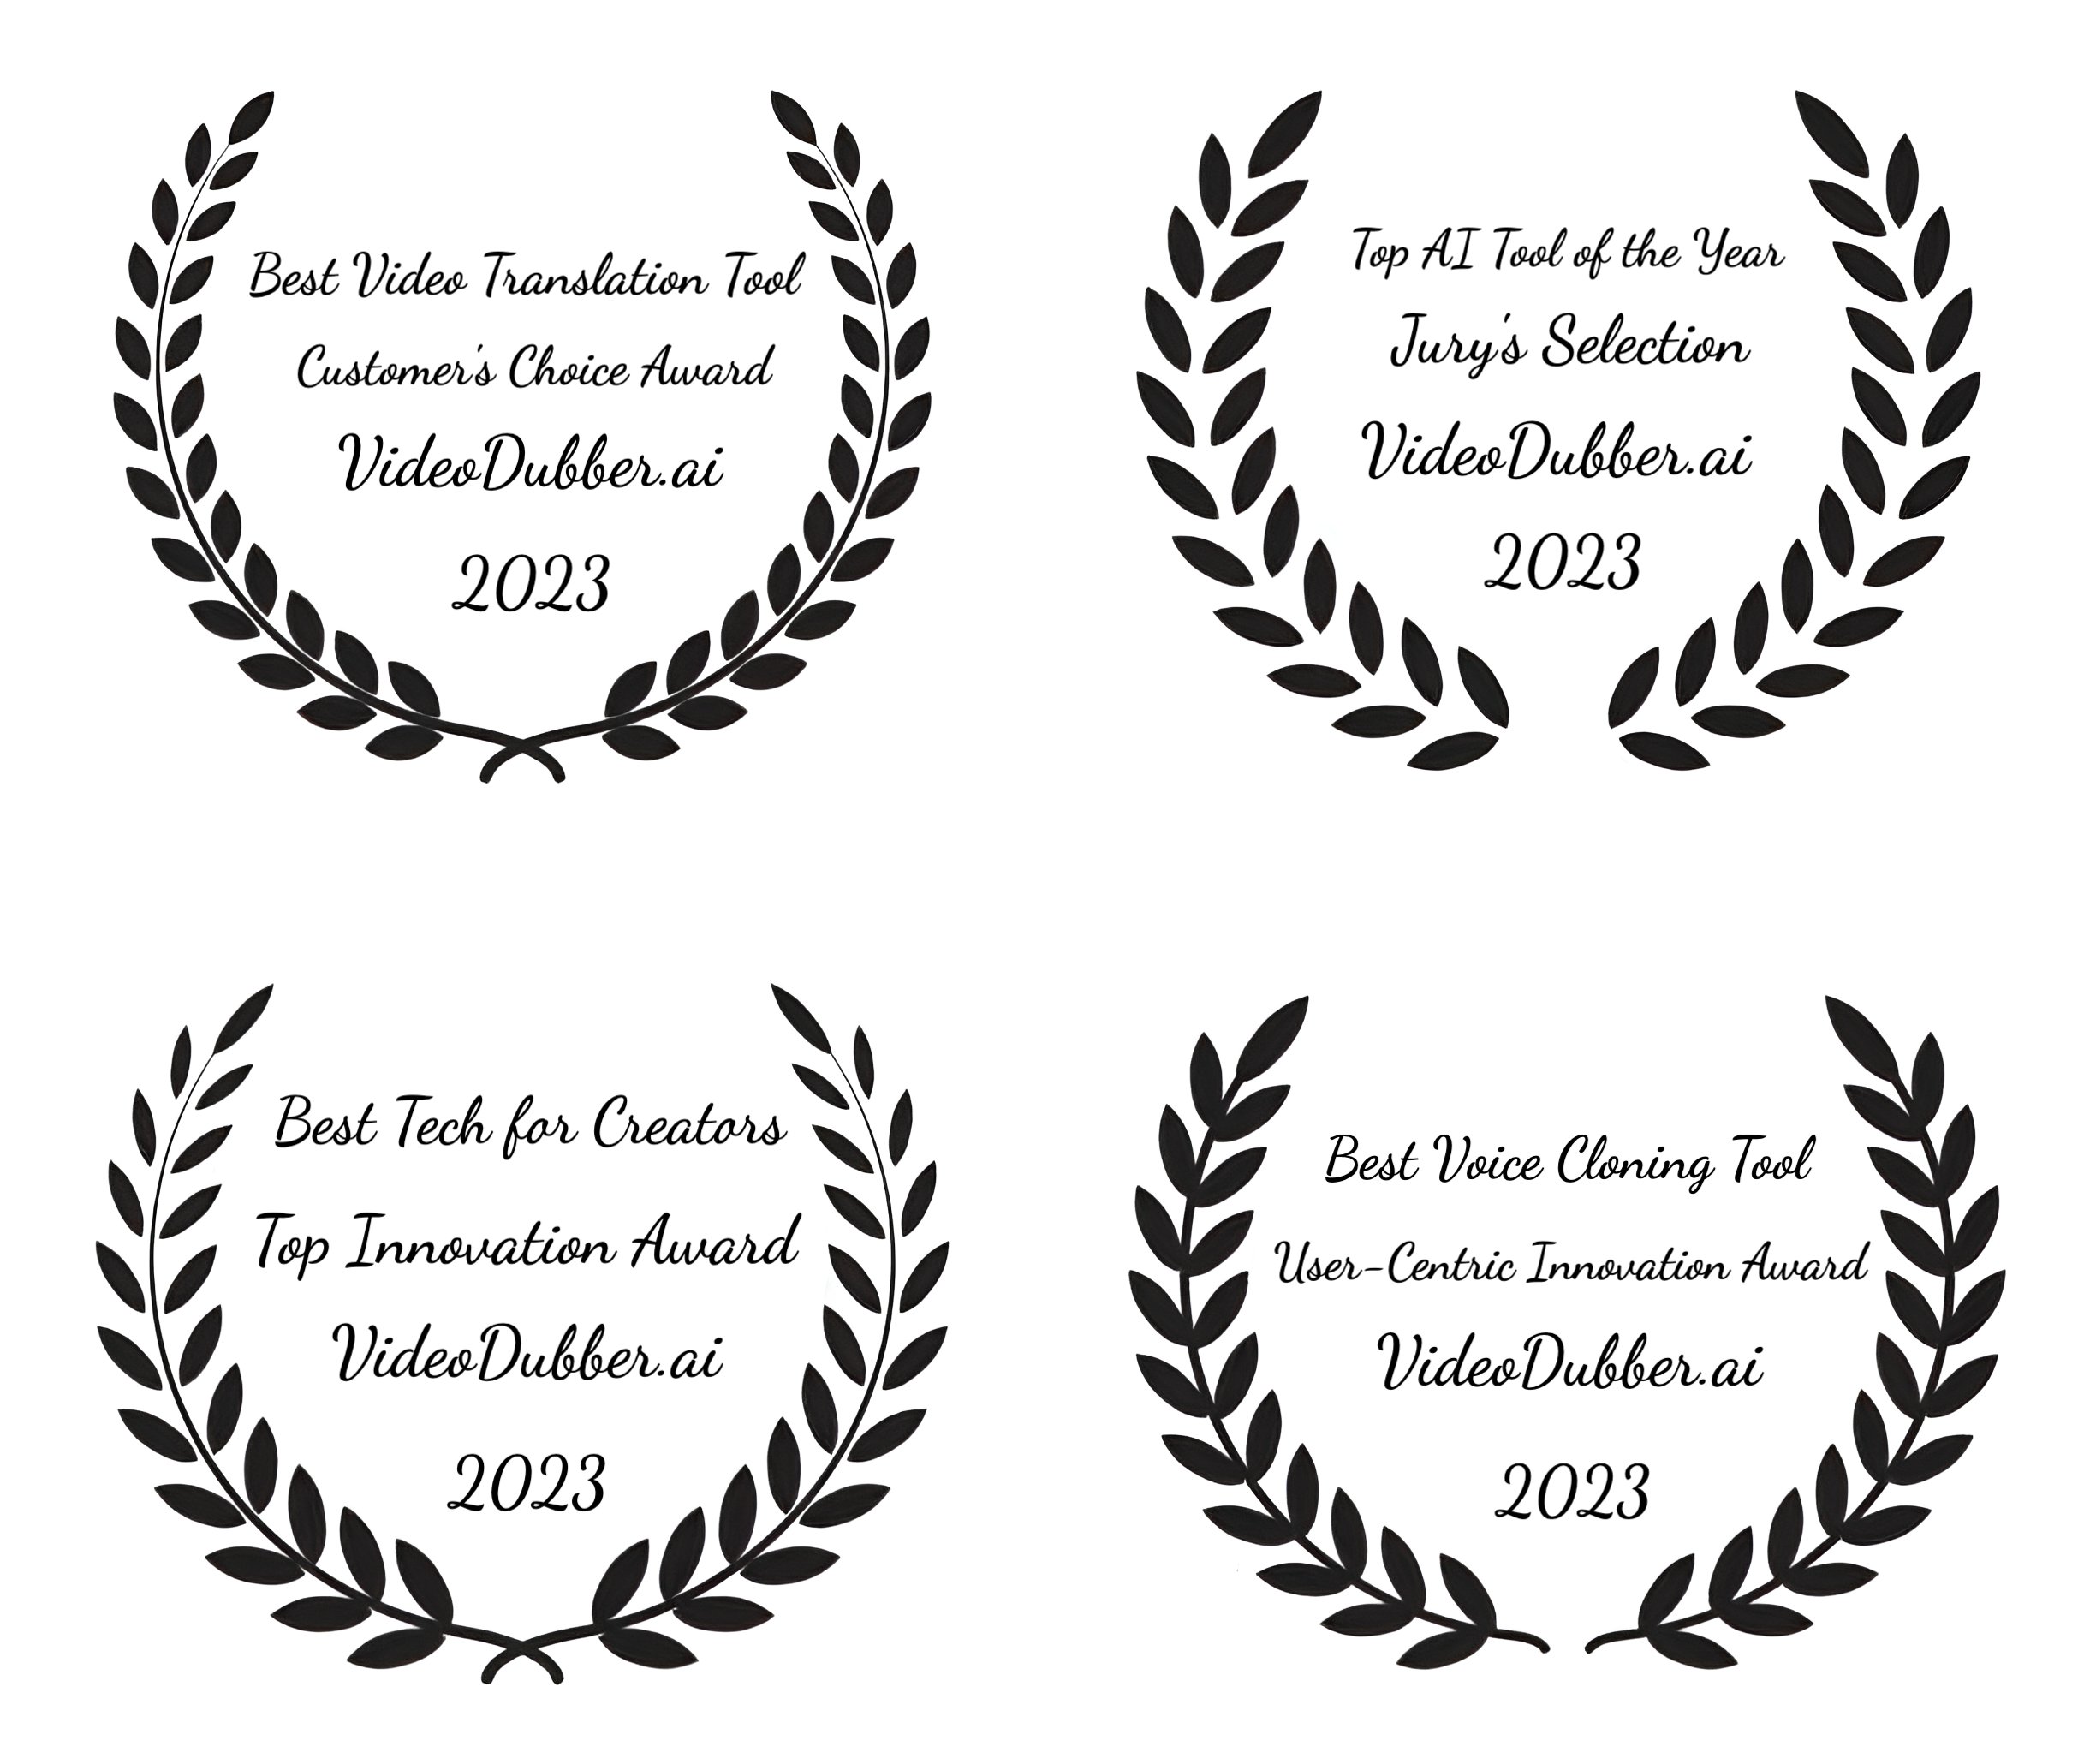 Best Video Translation Tool
Customer's Choice Award
VideoDubber.ai
2023
Top AI Tool of the Year
Jury's Selection
VideoDubber.ai
2023
Best Tech for Creators
Top Innovation Award
VideoDubber.ai
2023
Best Voice Cloning Tool
User-Centric Innovation Award
VideoDubber.ai
2023